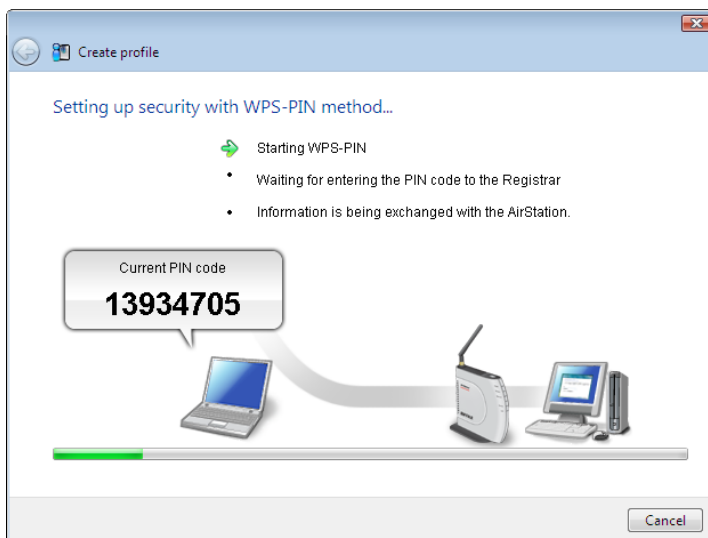 Create profile
Setting up security with WPS-PIN method...
Starting WPS-PIN
• Waiting for entering the PIN code to the Registrar
• Information is being exchanged with the AirStation.
Current PIN code
13934705
Cancel